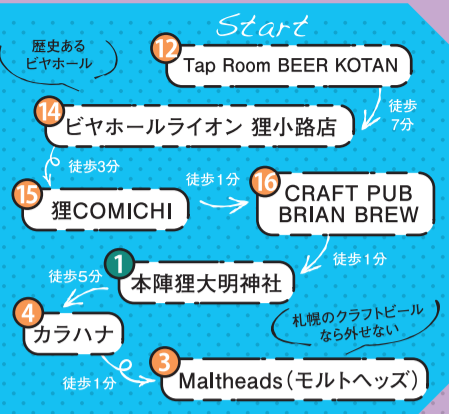 Start
12
Tap Room BEER KOTAN
歴史ある
ビヤホール
徒歩
7分
14
ビヤホールライオン 狸小路店
徒歩3分
15
狸COMICHI
徒歩1分
16
CRAFT PUB
BRIAN BREW
徒歩1分
1
本陣狸大明神社
徒歩5分
4
カラハナ
札幌のクラフトビール
なら外せない
徒歩1分
3
Maltheads(モルトヘッズ)